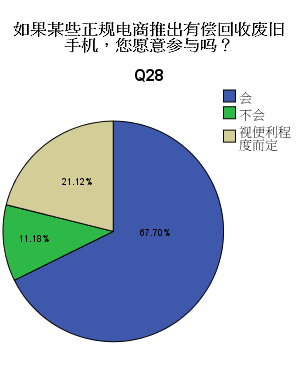 如果某些正规电商推出有偿回收废旧
手机，您愿意参与吗？
Q28
会
不会
视便利程
度而定
21.12%
67.70%
11.18%